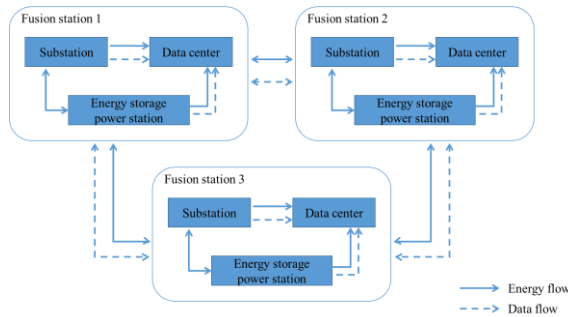 Fusion station 1
Substation
Data center
Energy storage
power station
Fusion station 2
Substation
Data center
Energy storage
power station
Fusion station 3
Substation
Data center
Energy storage
power station
Energy flow
Data flow